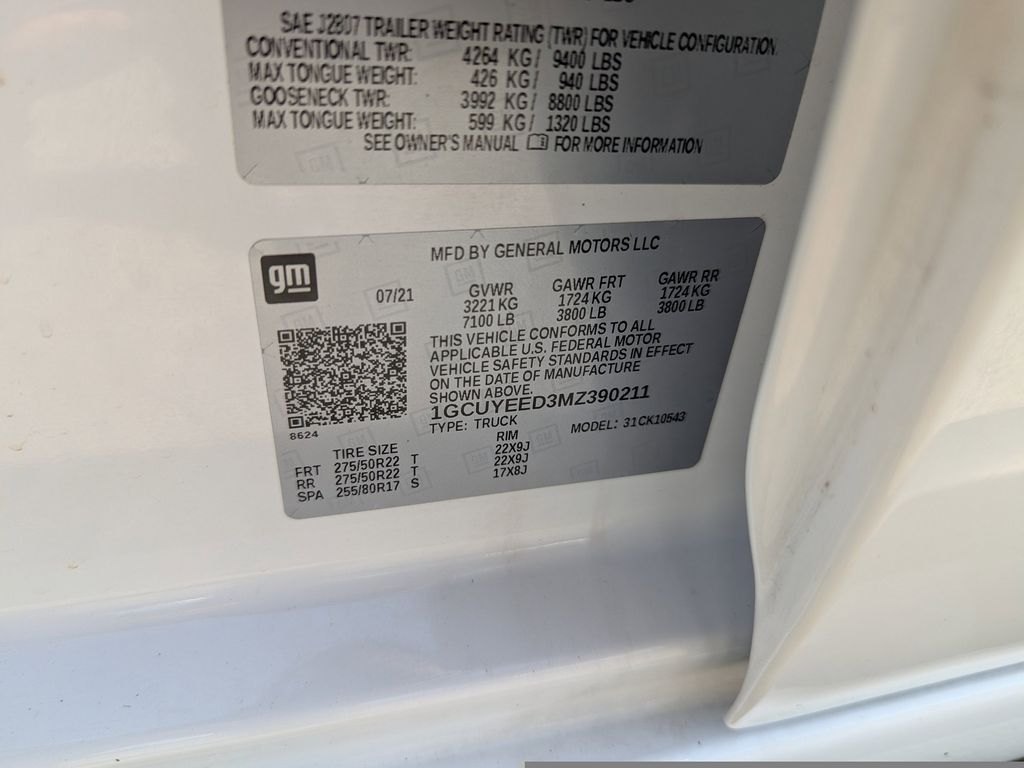 SAE J2807 TRAILER WEIGHT RATING (TWR) FOR VEHICLE CONFIGURATION
CONVENTIONAL TWR: 4264 KG/ 9400 LBS
MAX TONGUE WEIGHT: 426 KG/ 940 LBS
GOOSENECK TWR: 3992 KG/ 8800 LBS
MAX TONGUE WEIGHT: 599 KG/ 1320 LBS
SEE OWNER'S MANUAL FOR MORE INFORMATION
gm
MFD BY GENERAL MOTORS LLC
07/21 GVWR GAWR FRT GAWR RR
3221 KG 1724 KG 1724 KG
7100 LB 3800 LB 3800 LB
THIS VEHICLE CONFORMS TO ALL
APPLICABLE U.S. FEDERAL MOTOR
VEHICLE SAFETY STANDARDS IN EFFECT
ON THE DATE OF MANUFACTURE
SHOWN ABOVE.
1GCUYEED3MZ390211
TYPE: TRUCK MODEL: 31CK10543
8624
TIRE SIZE RIM
FRT 275/50R22 T 22X9J
RR 275/50R22 T 22X9J
SPA 255/80R17 S 17X8J